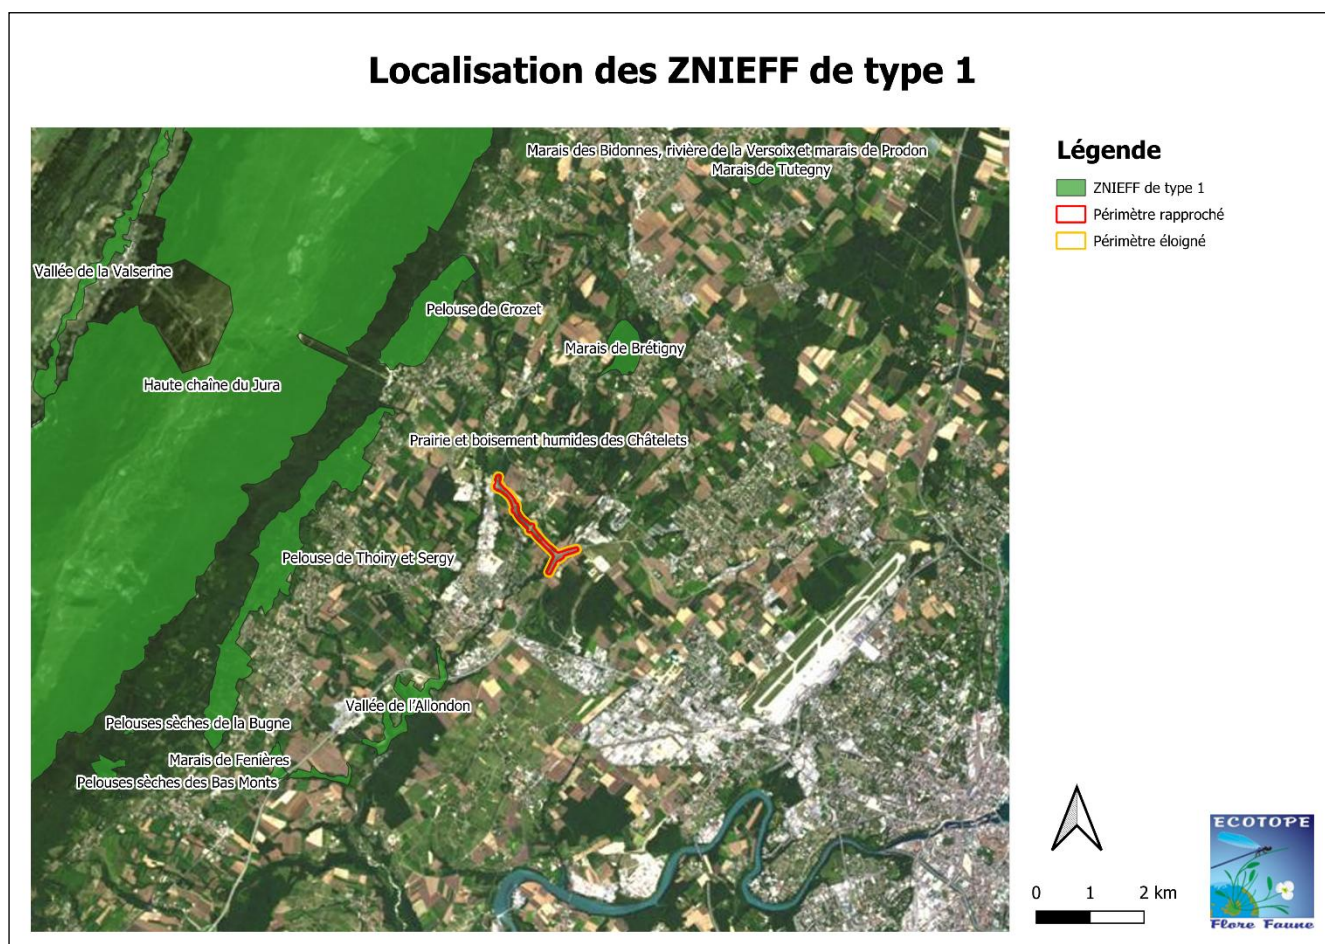 Localisation des ZNIEFF de type 1
Marais des Bidonnes, rivière de la Versoix et marais de Prodon
Marais de Tutegny
Vallée de la Valserine
Pelouse de Crozet
Marais de Brétigny
Haute chaîne du Jura
Prairie et boisement humides des Châtelets
Pelouse de Thoiry et Sergy
Vallée de l'Allondon
Pelouses sèches de la Bugne
Marais de Fenières
Pelouses sèches des Bas Monts
Légende
ZNIEFF de type 1
Périmètre rapproché
Périmètre éloigné
0 1 2 km
ECOTOPE
Flore Faune